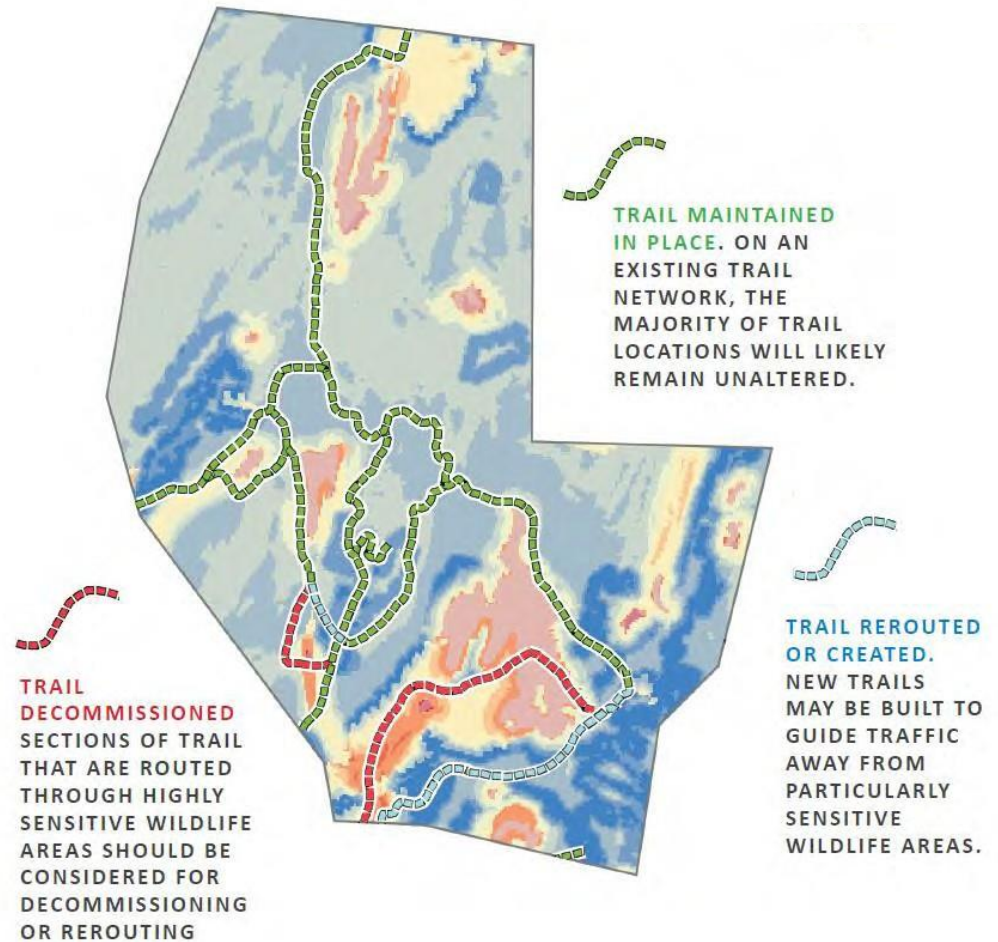 TRAIL MAINTAINED
IN PLACE. ON AN
EXISTING TRAIL
NETWORK, THE
MAJORITY OF TRAIL
LOCATIONS WILL LIKELY
REMAIN UNALTERED.
TRAIL REROUTED
OR CREATED.
NEW TRAILS
MAY BE BUILT TO
GUIDE TRAFFIC
AWAY FROM
PARTICULARLY
SENSITIVE
WILDLIFE AREAS.
TRAIL
DECOMMISSIONED
SECTIONS OF TRAIL
THAT ARE ROUTED
THROUGH HIGHLY
SENSITIVE WILDLIFE
AREAS SHOULD BE
CONSIDERED FOR
DECOMMISSIONING
OR REROUTING